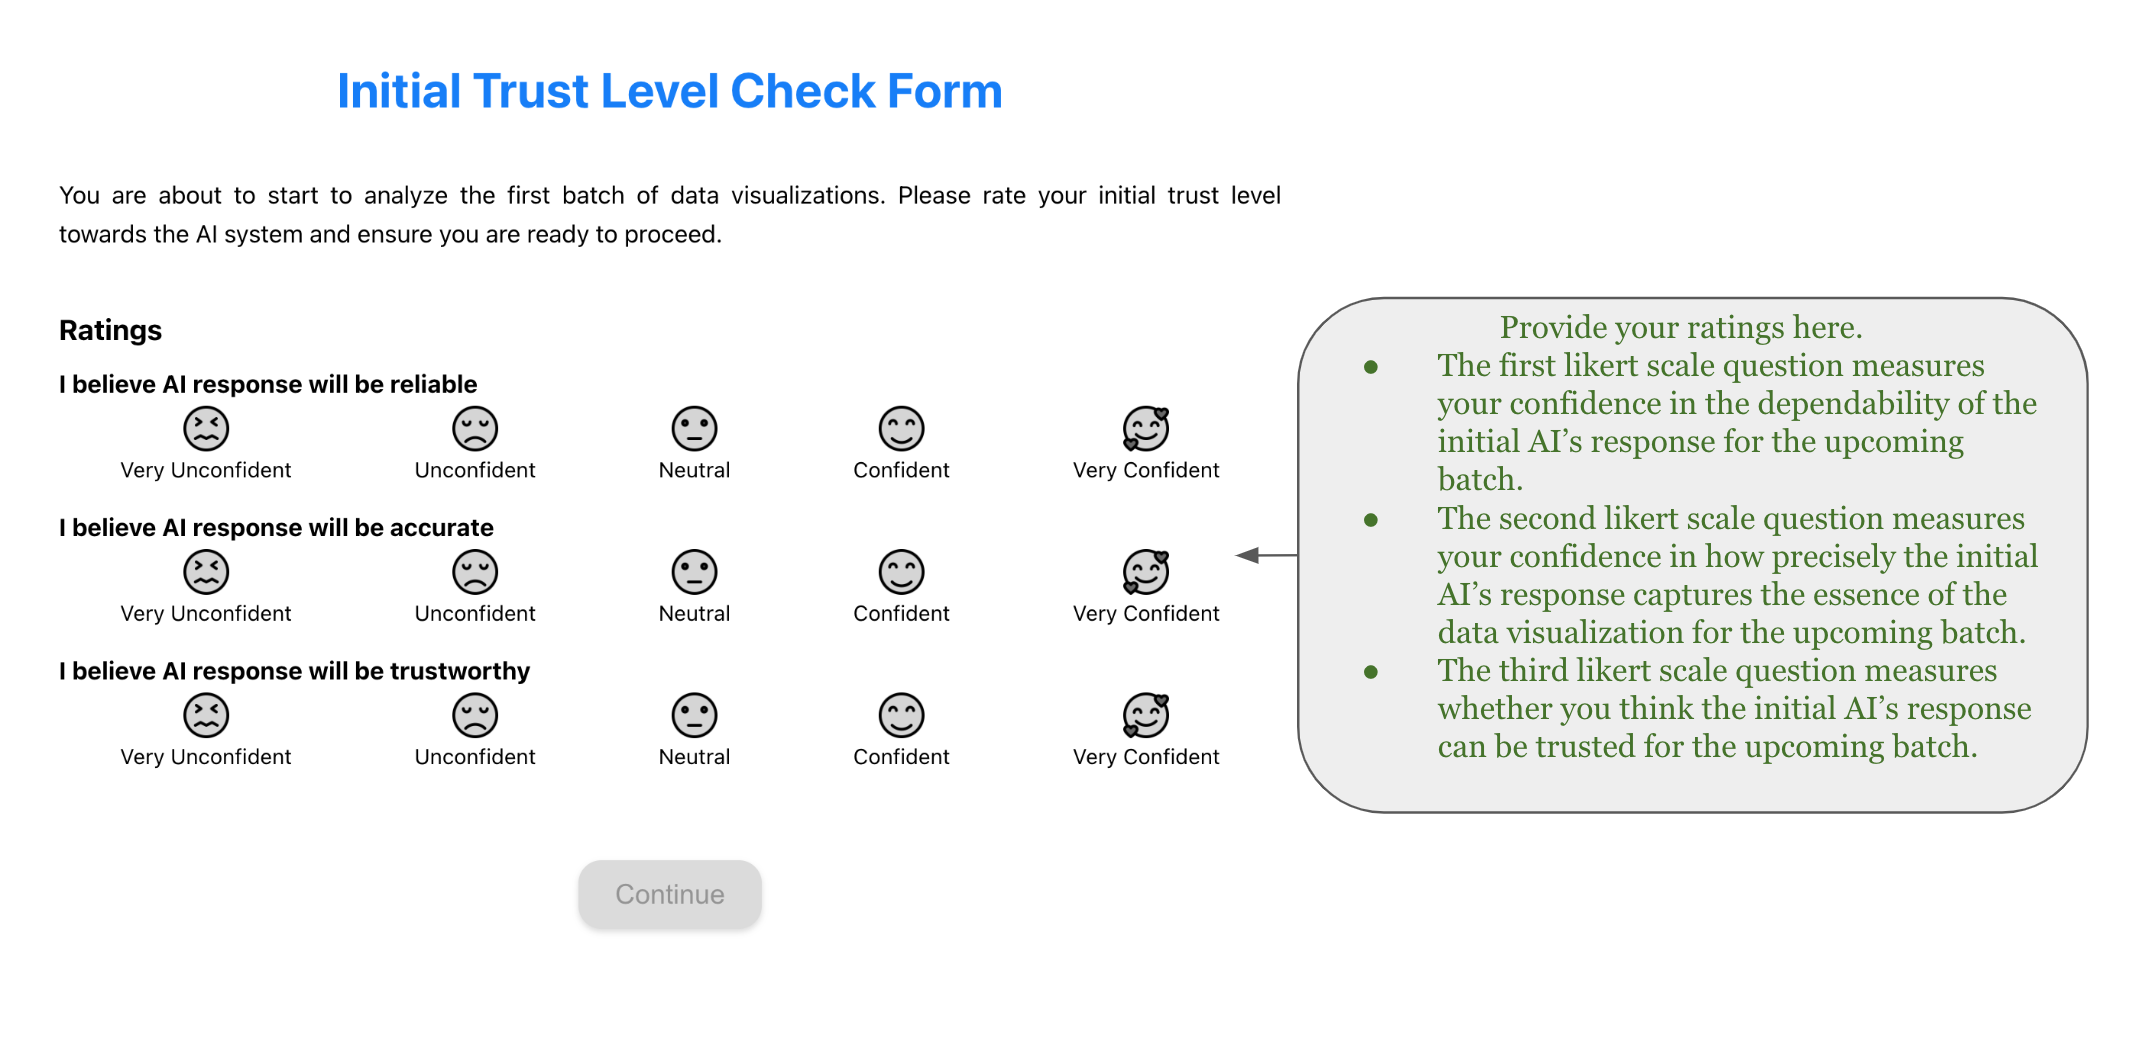 Initial Trust Level Check Form
You are about to start to analyze the first batch of data visualizations. Please rate your initial trust level
towards the AI system and ensure you are ready to proceed.
Ratings
I believe AI response will be reliable
Very Unconfident Unconfident Neutral Confident Very Confident
I believe AI response will be accurate
Very Unconfident Unconfident Neutral Confident Very Confident
I believe AI response will be trustworthy
Very Unconfident Unconfident Neutral Confident Very Confident
Continue
Provide your ratings here.
● The first likert scale question measures
your confidence in the dependability of the
initial AI’s response for the upcoming
batch.
● The second likert scale question measures
your confidence in how precisely the initial
AI’s response captures the essence of the
data visualization for the upcoming batch.
● The third likert scale question measures
whether you think the initial AI’s response
can be trusted for the upcoming batch.